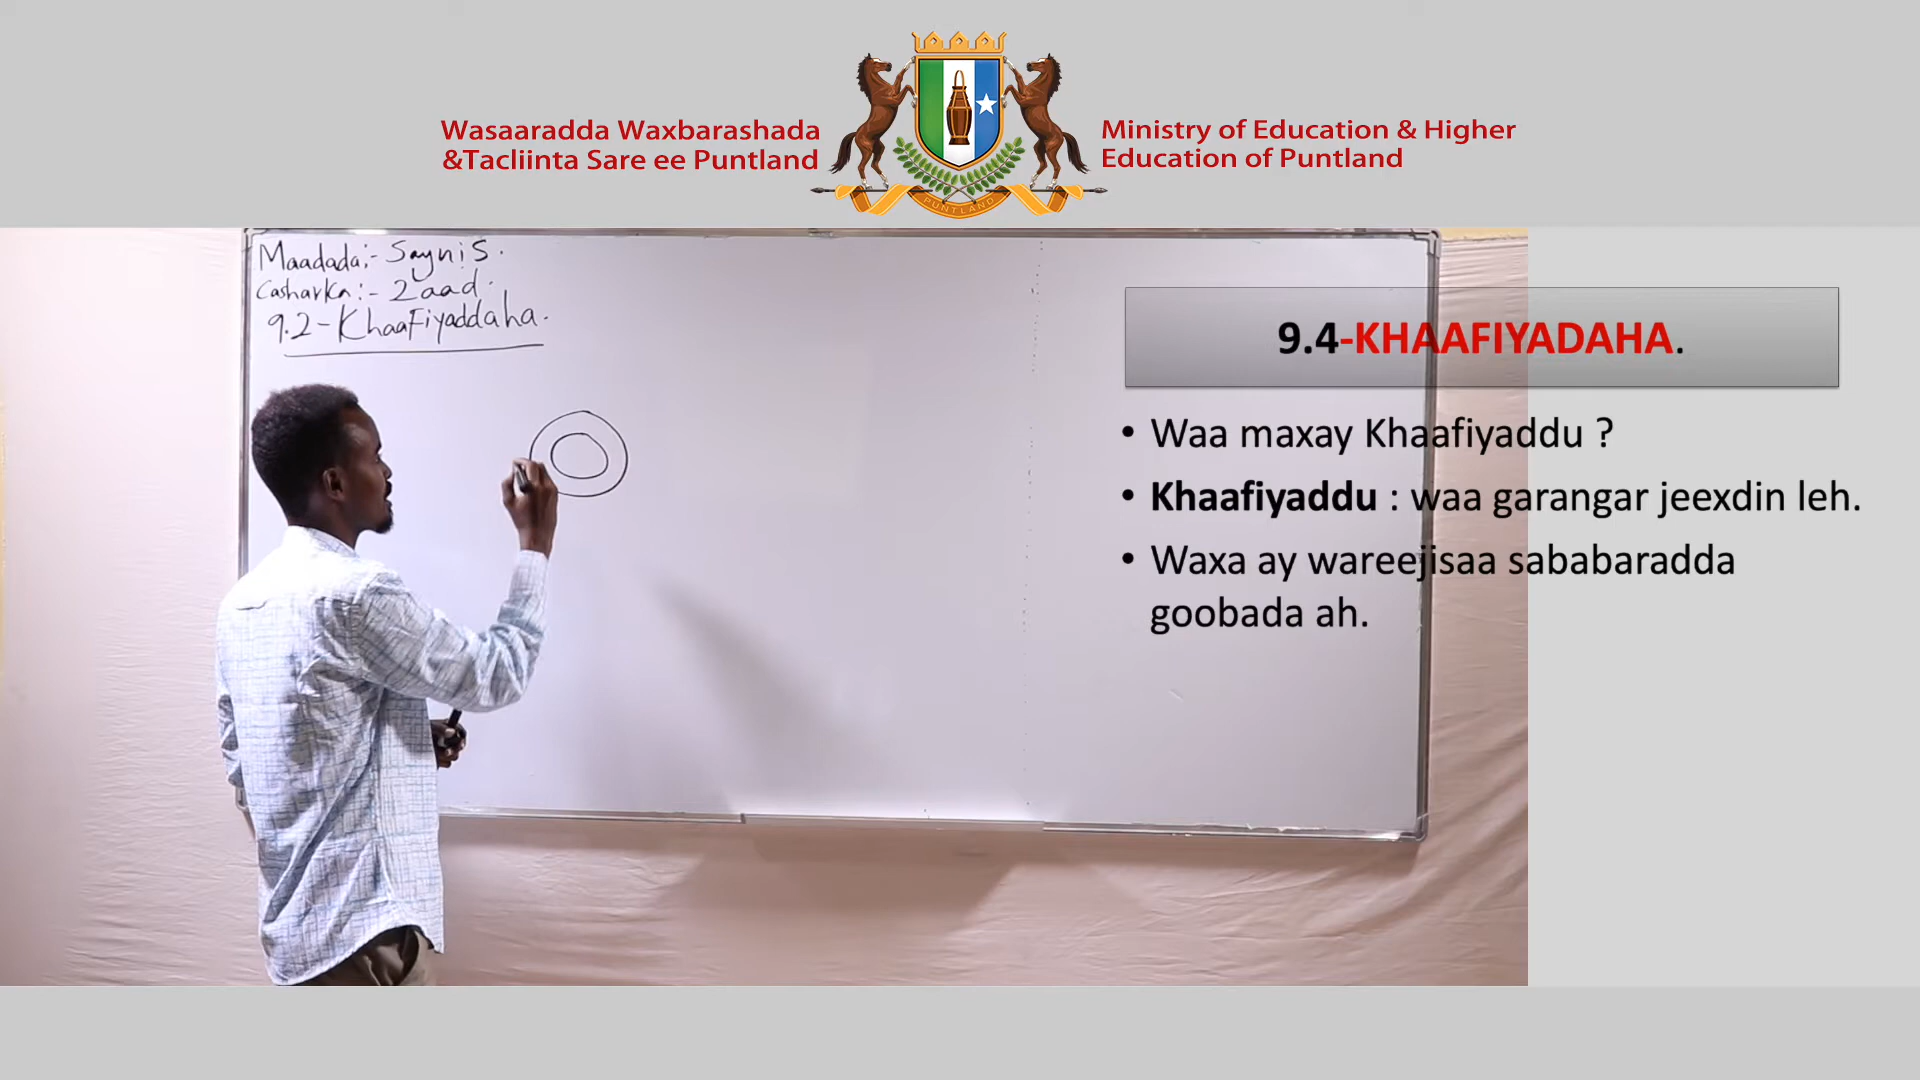 Wasaaradda Waxbarashada
&Tacliinta Sare ee Puntland
Ministry of Education & Higher
Education of Puntland
PUNTLAND
Maadada:- Saynis.
Casharka:- 2aad.
9.2-Khaafiyaddaha.
9.4-KHAAFIYADAHA.
• Waa maxay Khaafiyaddu ?
• Khaafiyaddu : waa garangar jeexdin leh.
• Waxa ay wareejisaa sababaradda
goobada ah.